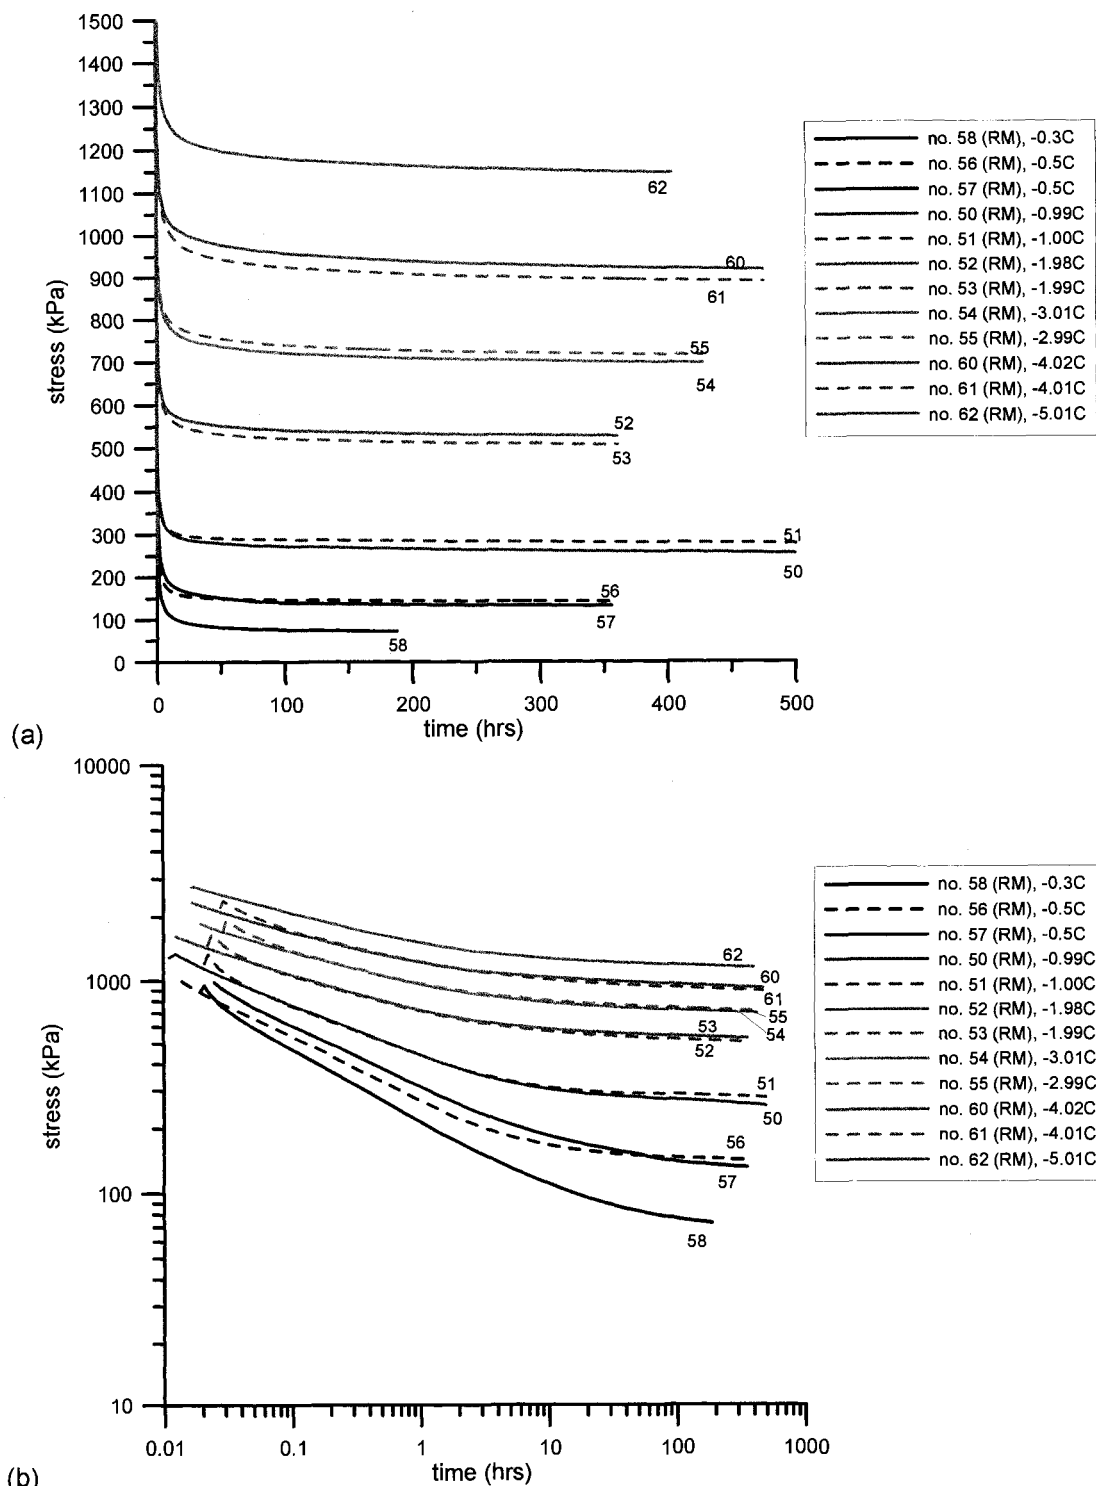 1500
1400
1300
1200
1100
1000
900
800
700
600
500
400
300
200
100
0
stress (kPa)
62
60
61
55
54
52
53
51
50
56
57
58
0 100 200 300 400 500
time (hrs)
(a)
no. 58 (RM), -0.3C
no. 56 (RM), -0.5C
no. 57 (RM), -0.5C
no. 50 (RM), -0.99C
no. 51 (RM), -1.00C
no. 52 (RM), -1.98C
no. 53 (RM), -1.99C
no. 54 (RM), -3.01C
no. 55 (RM), -2.99C
no. 60 (RM), -4.02C
no. 61 (RM), -4.01C
no. 62 (RM), -5.01C
10000
1000
100
10
stress (kPa)
62
60
61
55
54
53
52
51
50
56
57
58
0.01 0.1 1 10 100 1000
time (hrs)
(b)
no. 58 (RM), -0.3C
no. 56 (RM), -0.5C
no. 57 (RM), -0.5C
no. 50 (RM), -0.99C
no. 51 (RM), -1.00C
no. 52 (RM), -1.98C
no. 53 (RM), -1.99C
no. 54 (RM), -3.01C
no. 55 (RM), -2.99C
no. 60 (RM), -4.02C
no. 61 (RM), -4.01C
no. 62 (RM), -5.01C